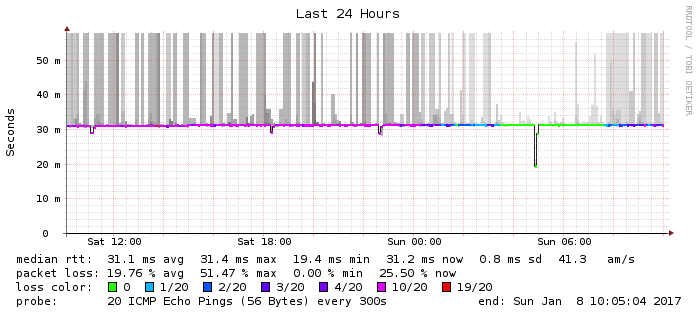 Last 24 Hours
RRDTOOL / TOBI OETIKER
Seconds
50 m
40 m
30 m
20 m
10 m
0
Sat 12:00 Sat 18:00 Sun 00:00 Sun 06:00
median rtt: 31.1 ms avg 31.4 ms max 19.4 ms min 31.2 ms now 0.8 ms sd 41.3 am/s
packet loss: 19.76 % avg 51.47 % max 0.00 % min 25.50 % now
loss color: 0 1/20 2/20 3/20 4/20 10/20 19/20
probe: 20 ICMP Echo Pings (56 Bytes) every 300s end: Sun Jan 8 10:05:04 2017